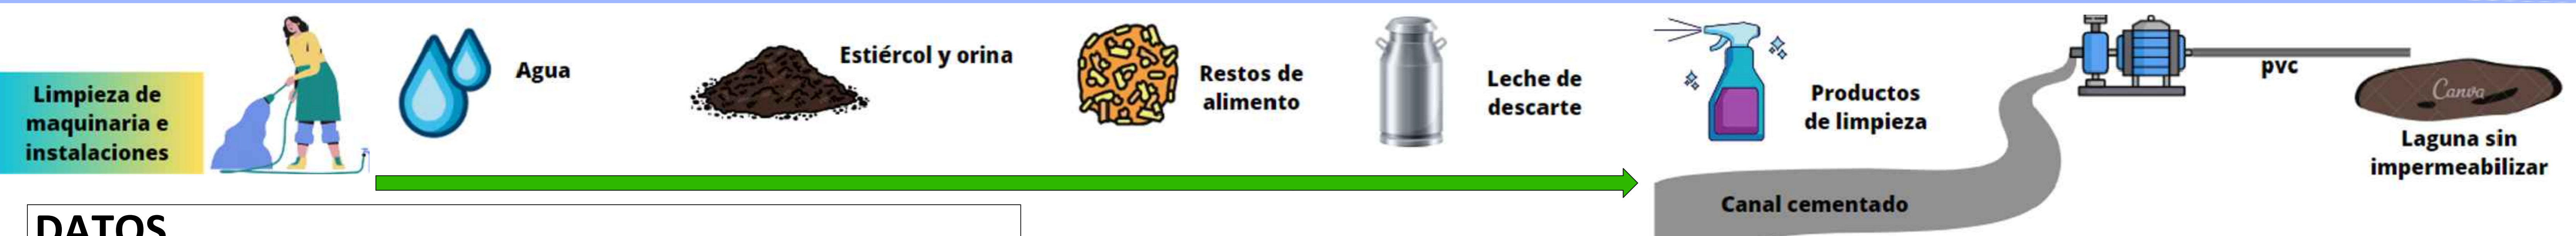 Limpieza de
maquinaria e
instalaciones
Agua
Estiércol y orina
Restos de
alimento
Leche de
descarte
Productos
de limpieza
pvc
Canva
Laguna sin
impermeabilizar
Canal cementado
DATOS